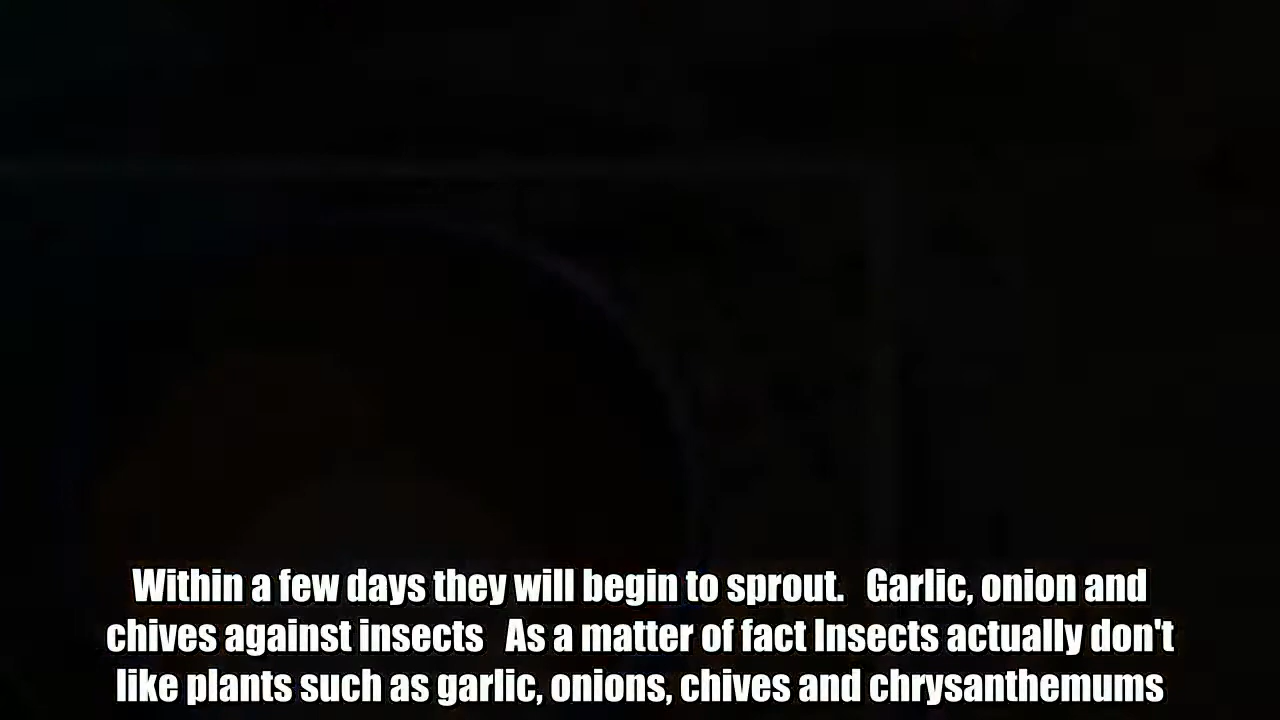 Within a few days they will begin to sprout.   Garlic, onion and
chives against insects   As a matter of fact Insects actually don't
like plants such as garlic, onions, chives and chrysanthemums